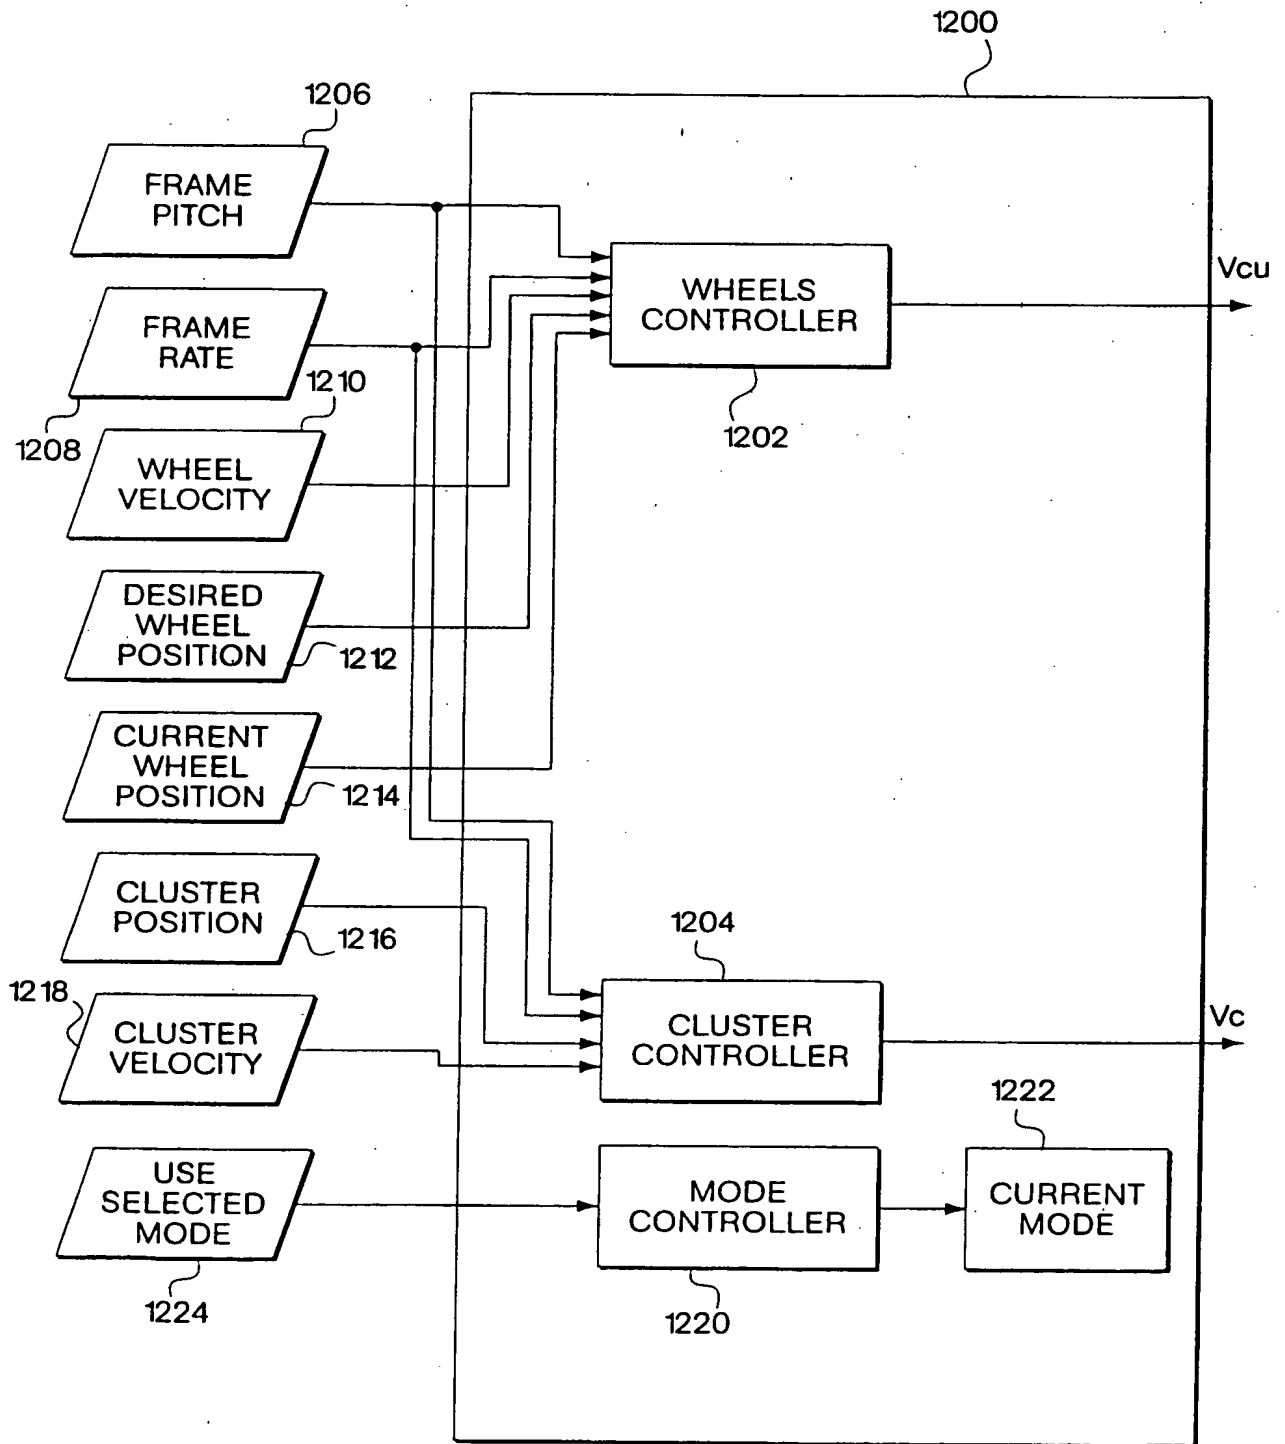 1200
1206
FRAME
PITCH
Vcu
WHEELS
CONTROLLER
FRAME
RATE
1210
1208
1202
WHEEL
VELOCITY
DESIRED
WHEEL
POSITION
1212
CURRENT
WHEEL
POSITION
1214
CLUSTER
POSITION
1216
1204
1218
CLUSTER
VELOCITY
CLUSTER
CONTROLLER
Vc
1222
USE
SELECTED
MODE
MODE
CONTROLLER
CURRENT
MODE
1224
1220